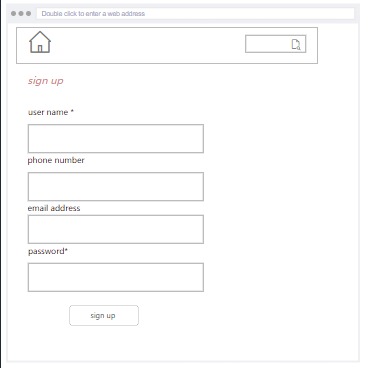 Double click to enter a web address
sign up
user name *
phone number
email address
password*
sign up